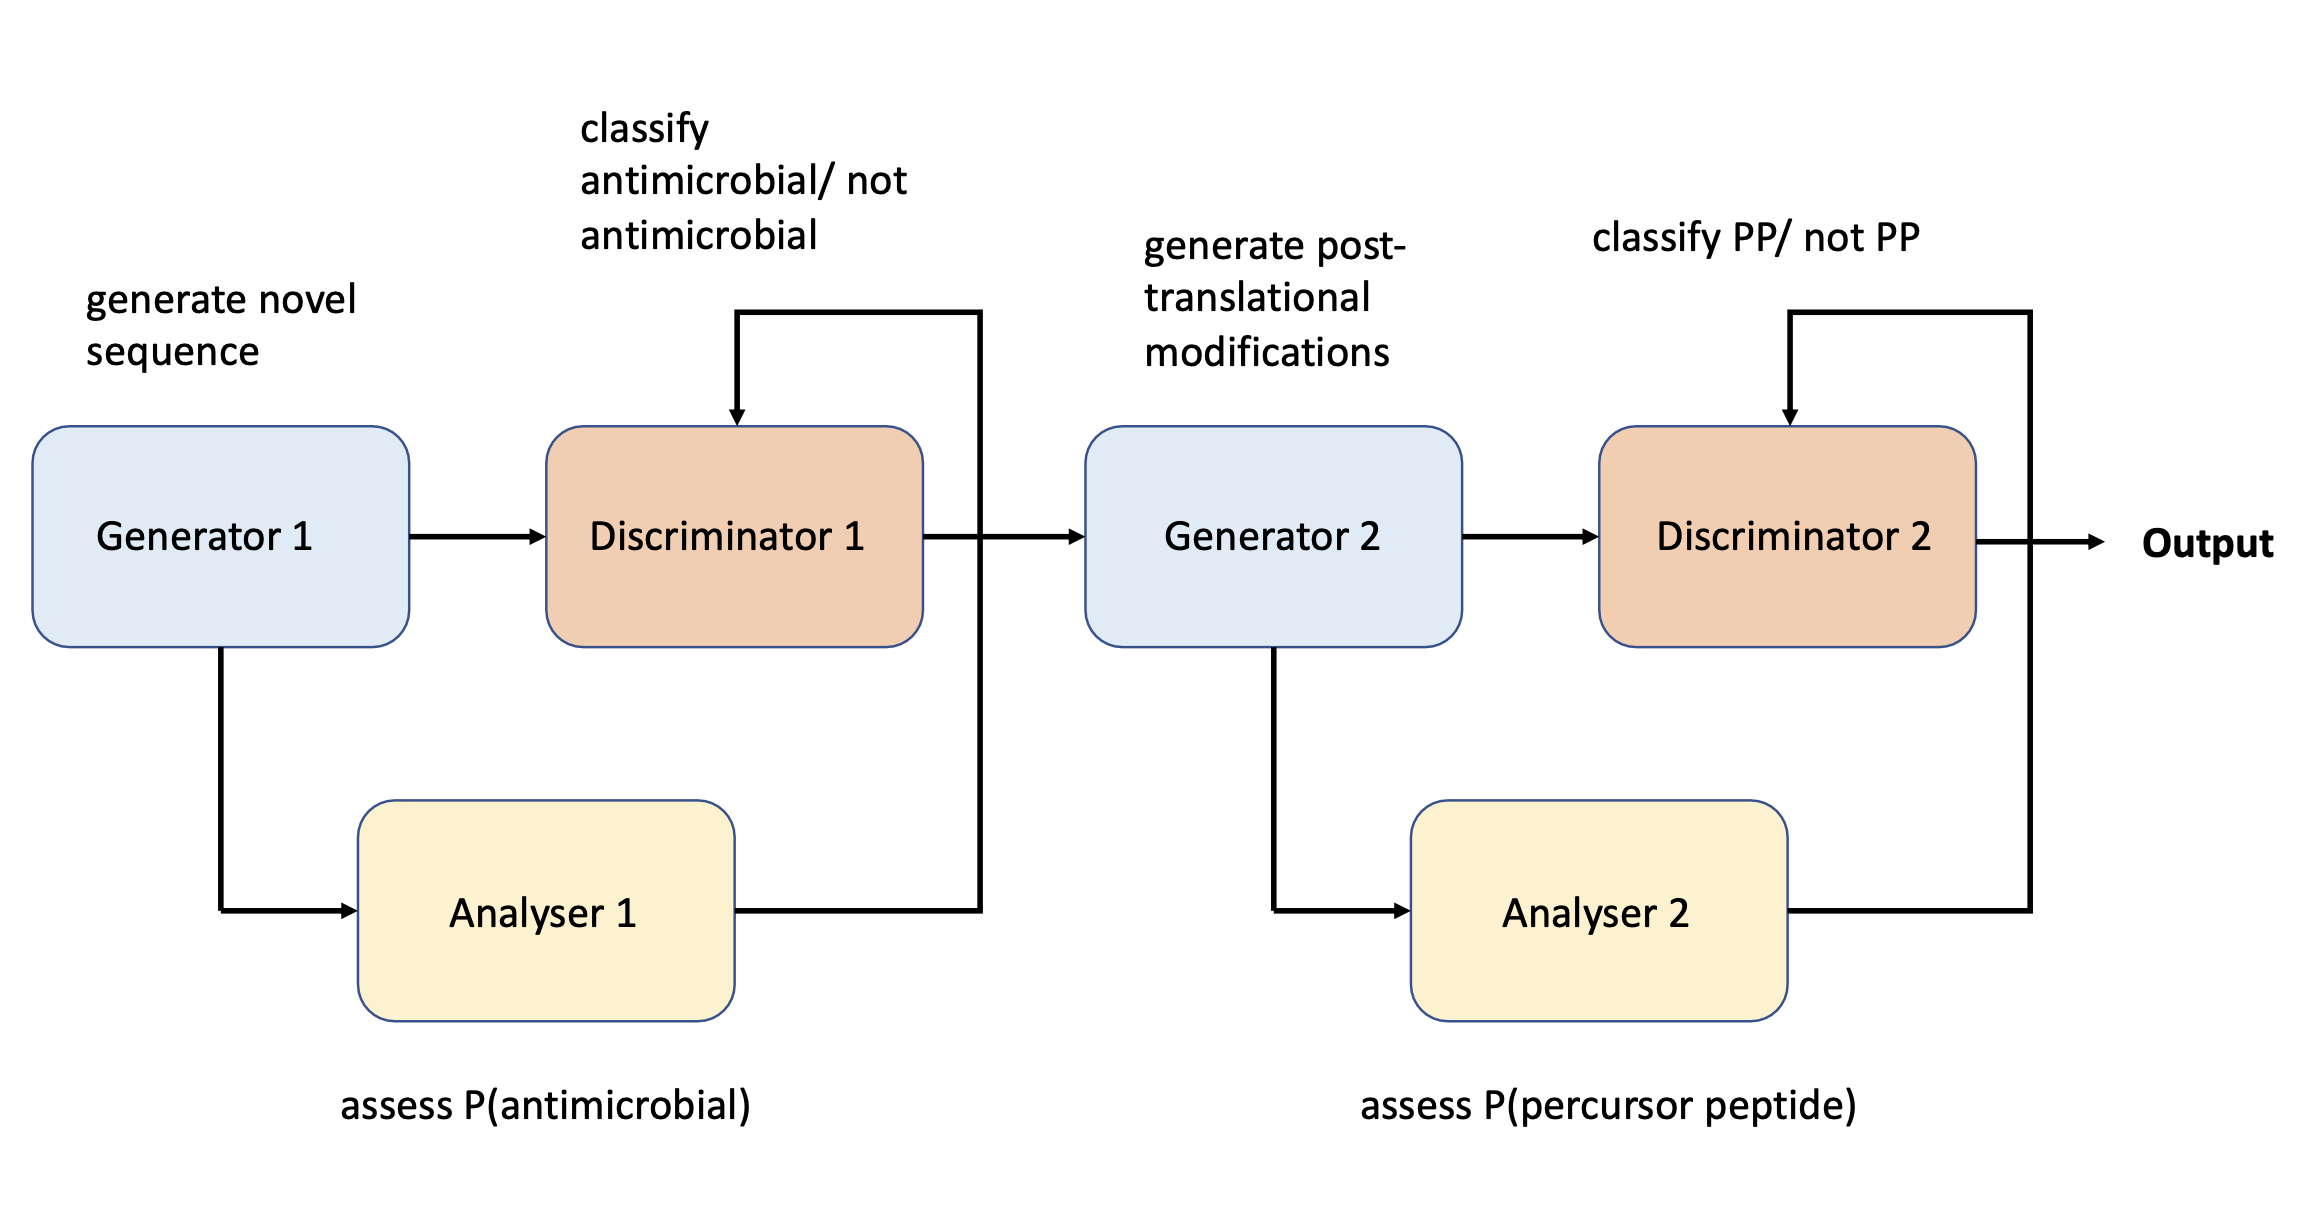 classify
antimicrobial/ not
antimicrobial
generate post-
translational
modifications
classify PP/ not PP
generate novel
sequence
Generator 1
Discriminator 1
Generator 2
Discriminator 2
Output
Analyser 1
Analyser 2
assess P(antimicrobial)
assess P(percursor peptide)